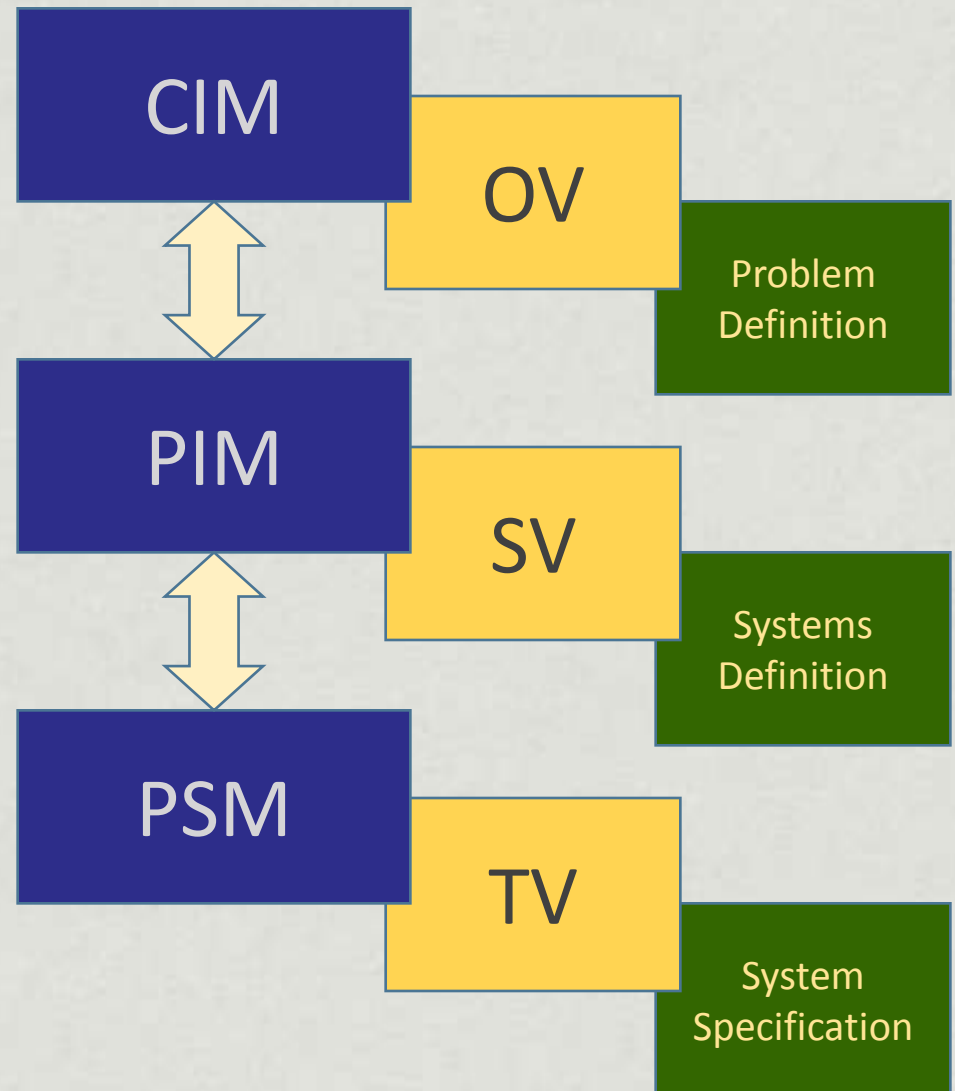 CIM
OV
Problem
Definition
PIM
SV
Systems
Definition
PSM
TV
System
Specification